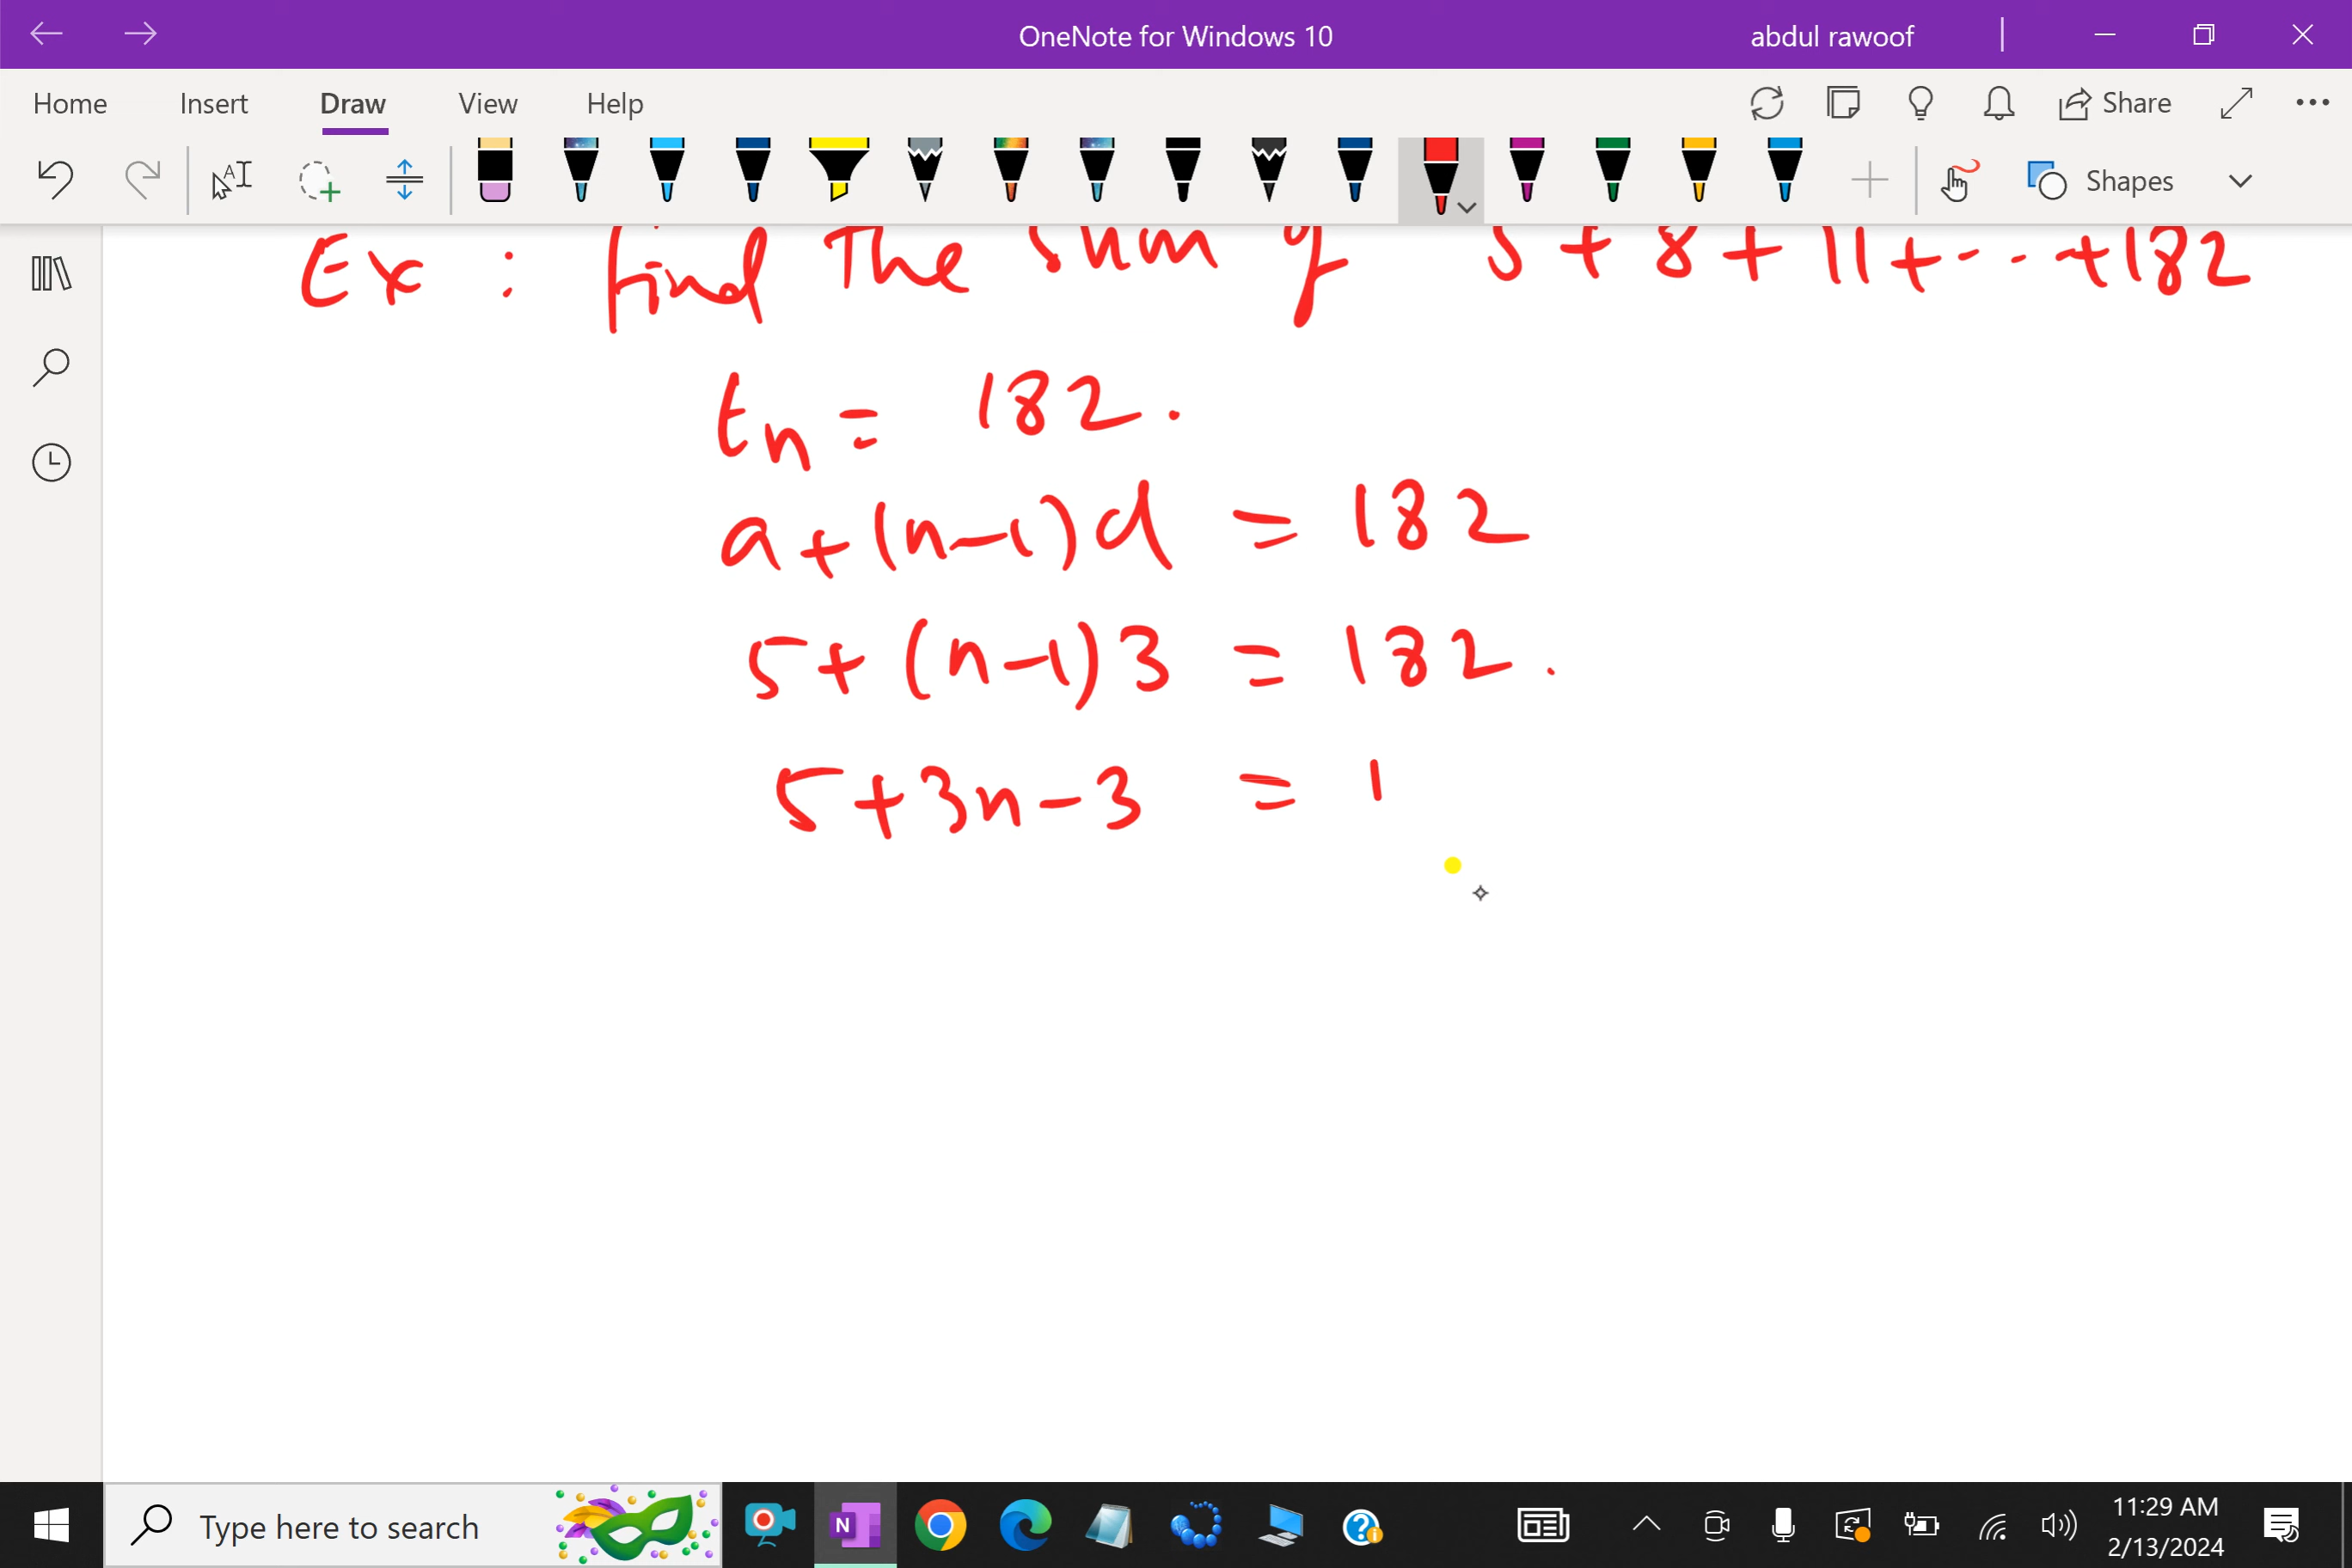 OneNote for Windows 10
abdul rawoof
Home Insert Draw View Help
Share
Shapes
Ex : find The sum of 5 + 8 + 11 + - - - + 182
tn = 182.
a + (n-1)d = 182
5 + (n-1)3 = 182.
5 + 3n - 3 = 1
Type here to search
11:29 AM
2/13/2024